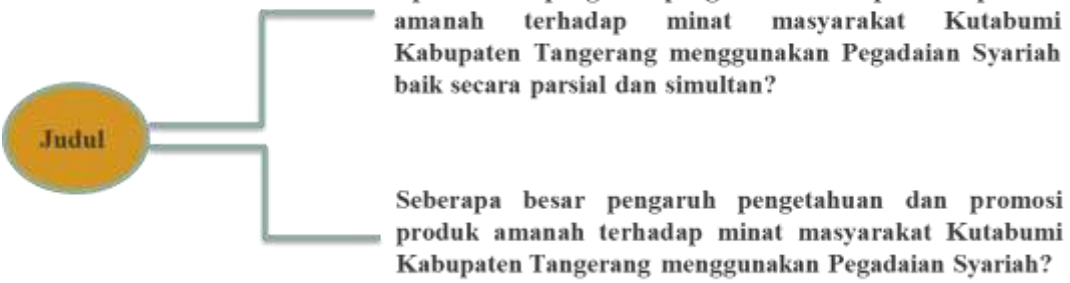 amanah terhadap minat masyarakat Kutabumi
Kabupaten Tangerang menggunakan Pegadaian Syariah
baik secara parsial dan simultan?
Judul
Seberapa besar pengaruh pengetahuan dan promosi
produk amanah terhadap minat masyarakat Kutabumi
Kabupaten Tangerang menggunakan Pegadaian Syariah?